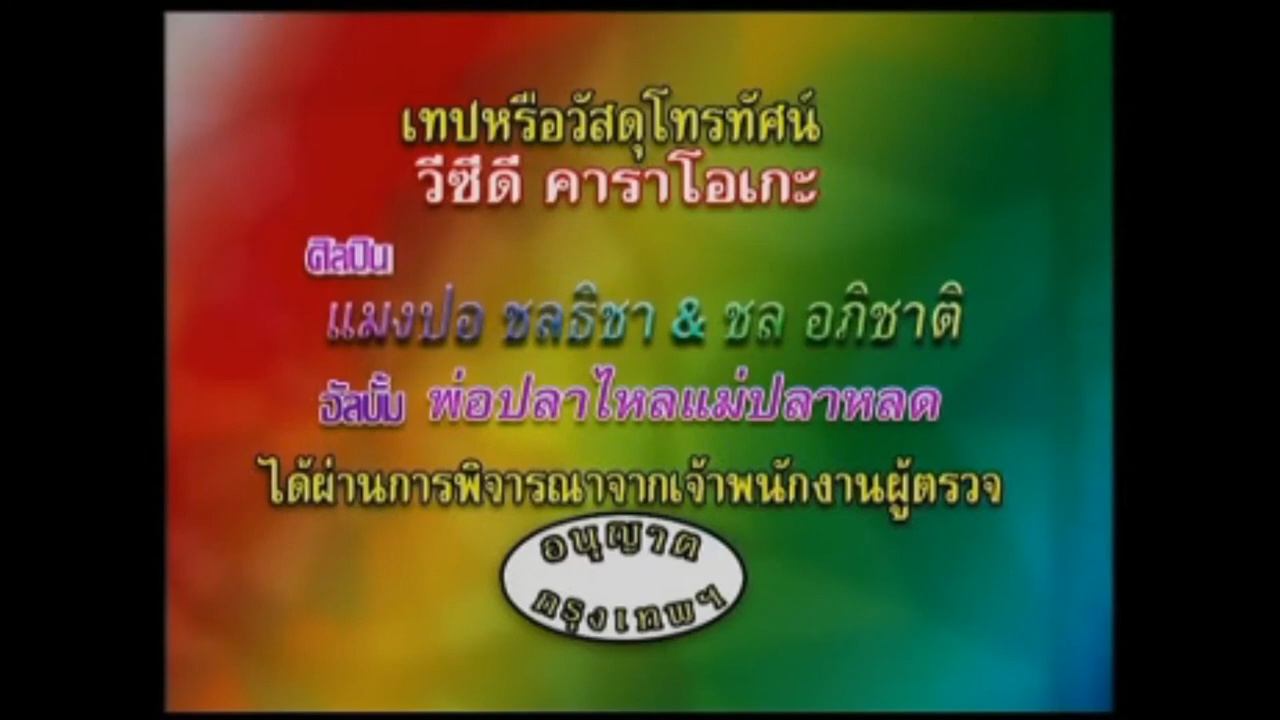 เทปหรือวัสดุโทรทัศน์
วีซีดี คาราโอเกะ
ศิลปิน
แมงปอ ชลธิชา & ชล อภิชาติ
อัลบั้ม พ่อปลาไหลแม่ปลาหลด
ได้ผ่านการพิจารณาจากเจ้าพนักงานผู้ตรวจ
อนุญาต
กรุงเทพฯ